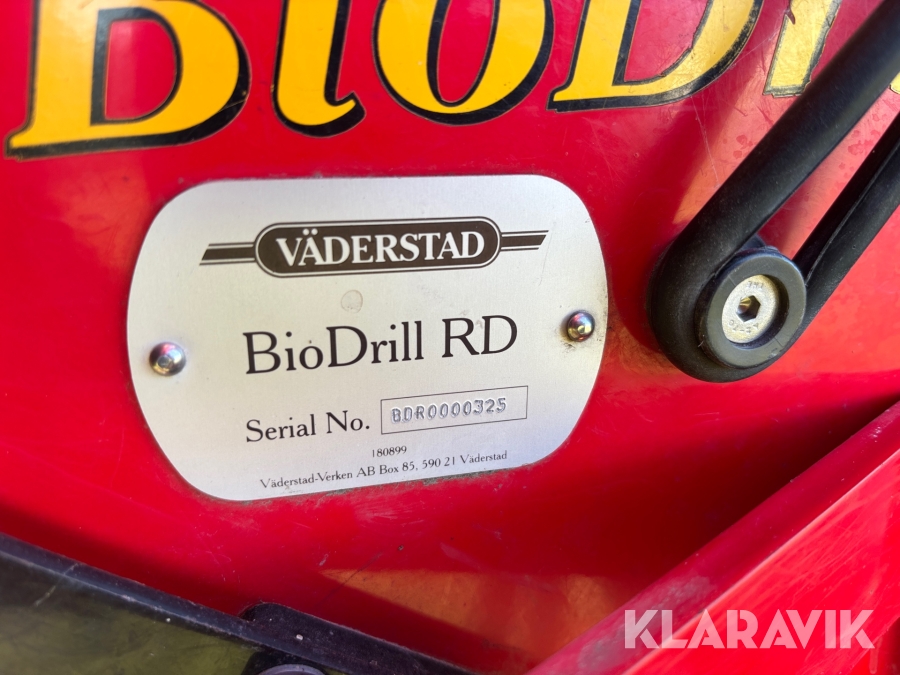 BioDr
VÄDERSTAD
BioDrill RD
Serial No. BDR0000325
180899
Väderstad-Verken AB Box 85, 590 21 Väderstad
KLARAVIK